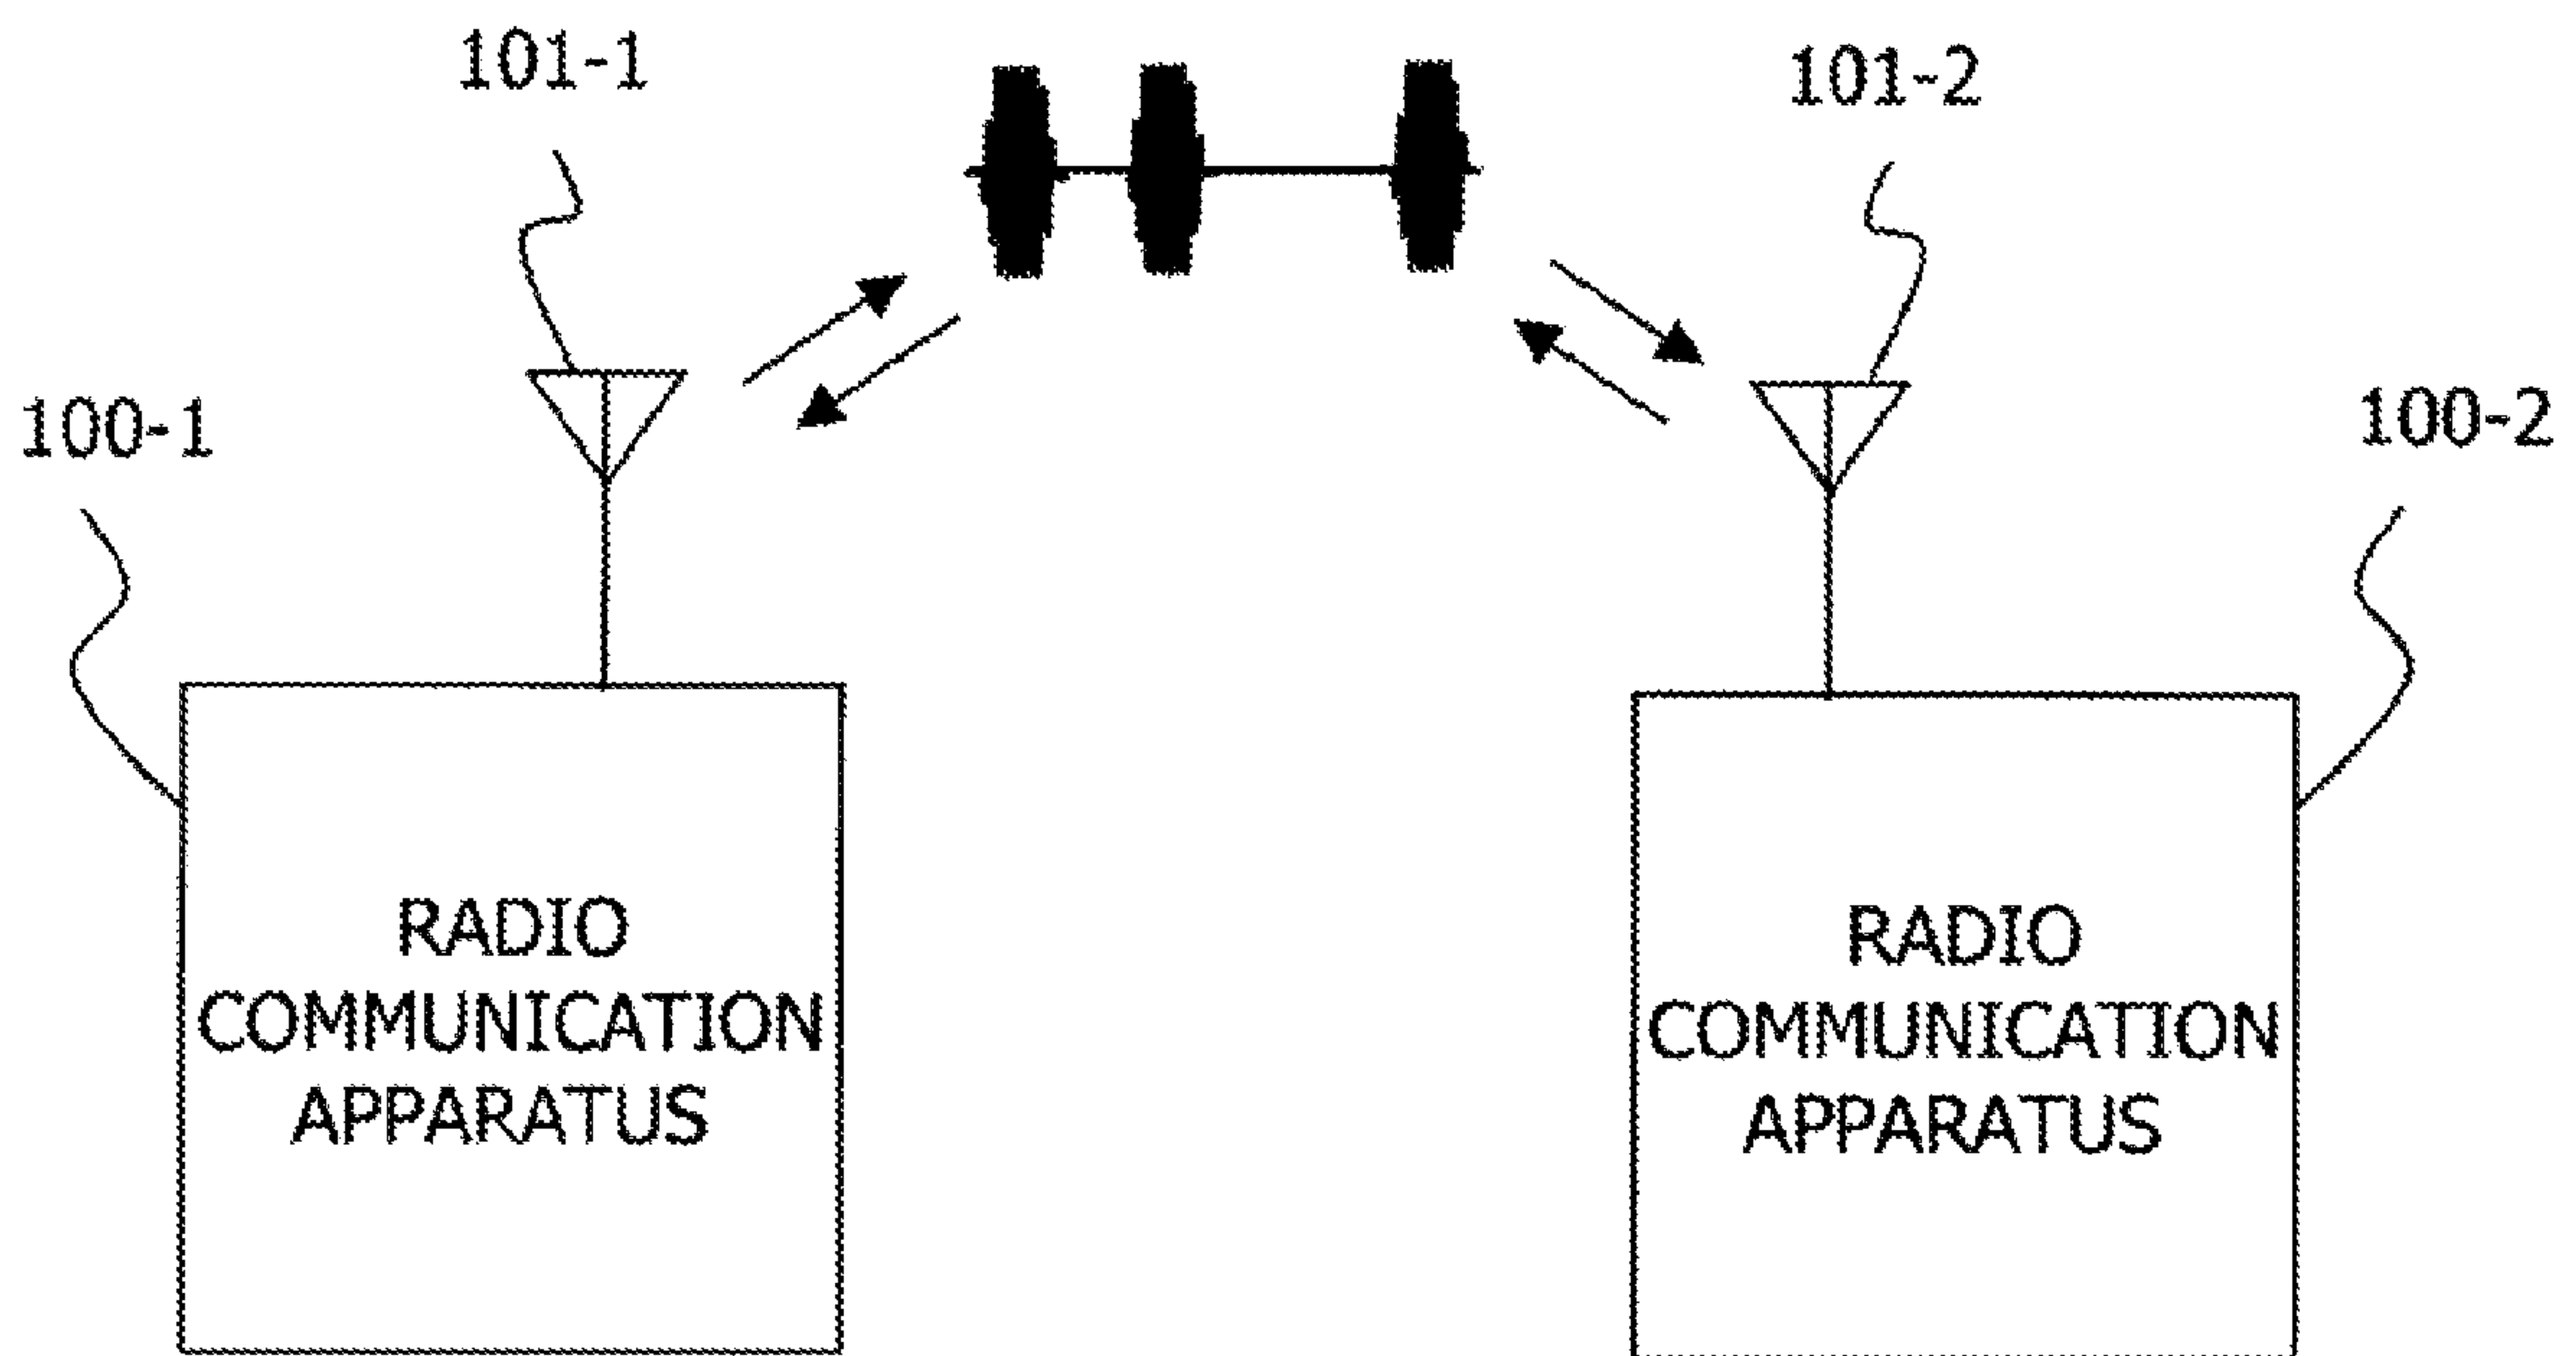 101-1
101-2
100-1
100-2
RADIO
COMMUNICATION
APPARATUS
RADIO
COMMUNICATION
APPARATUS